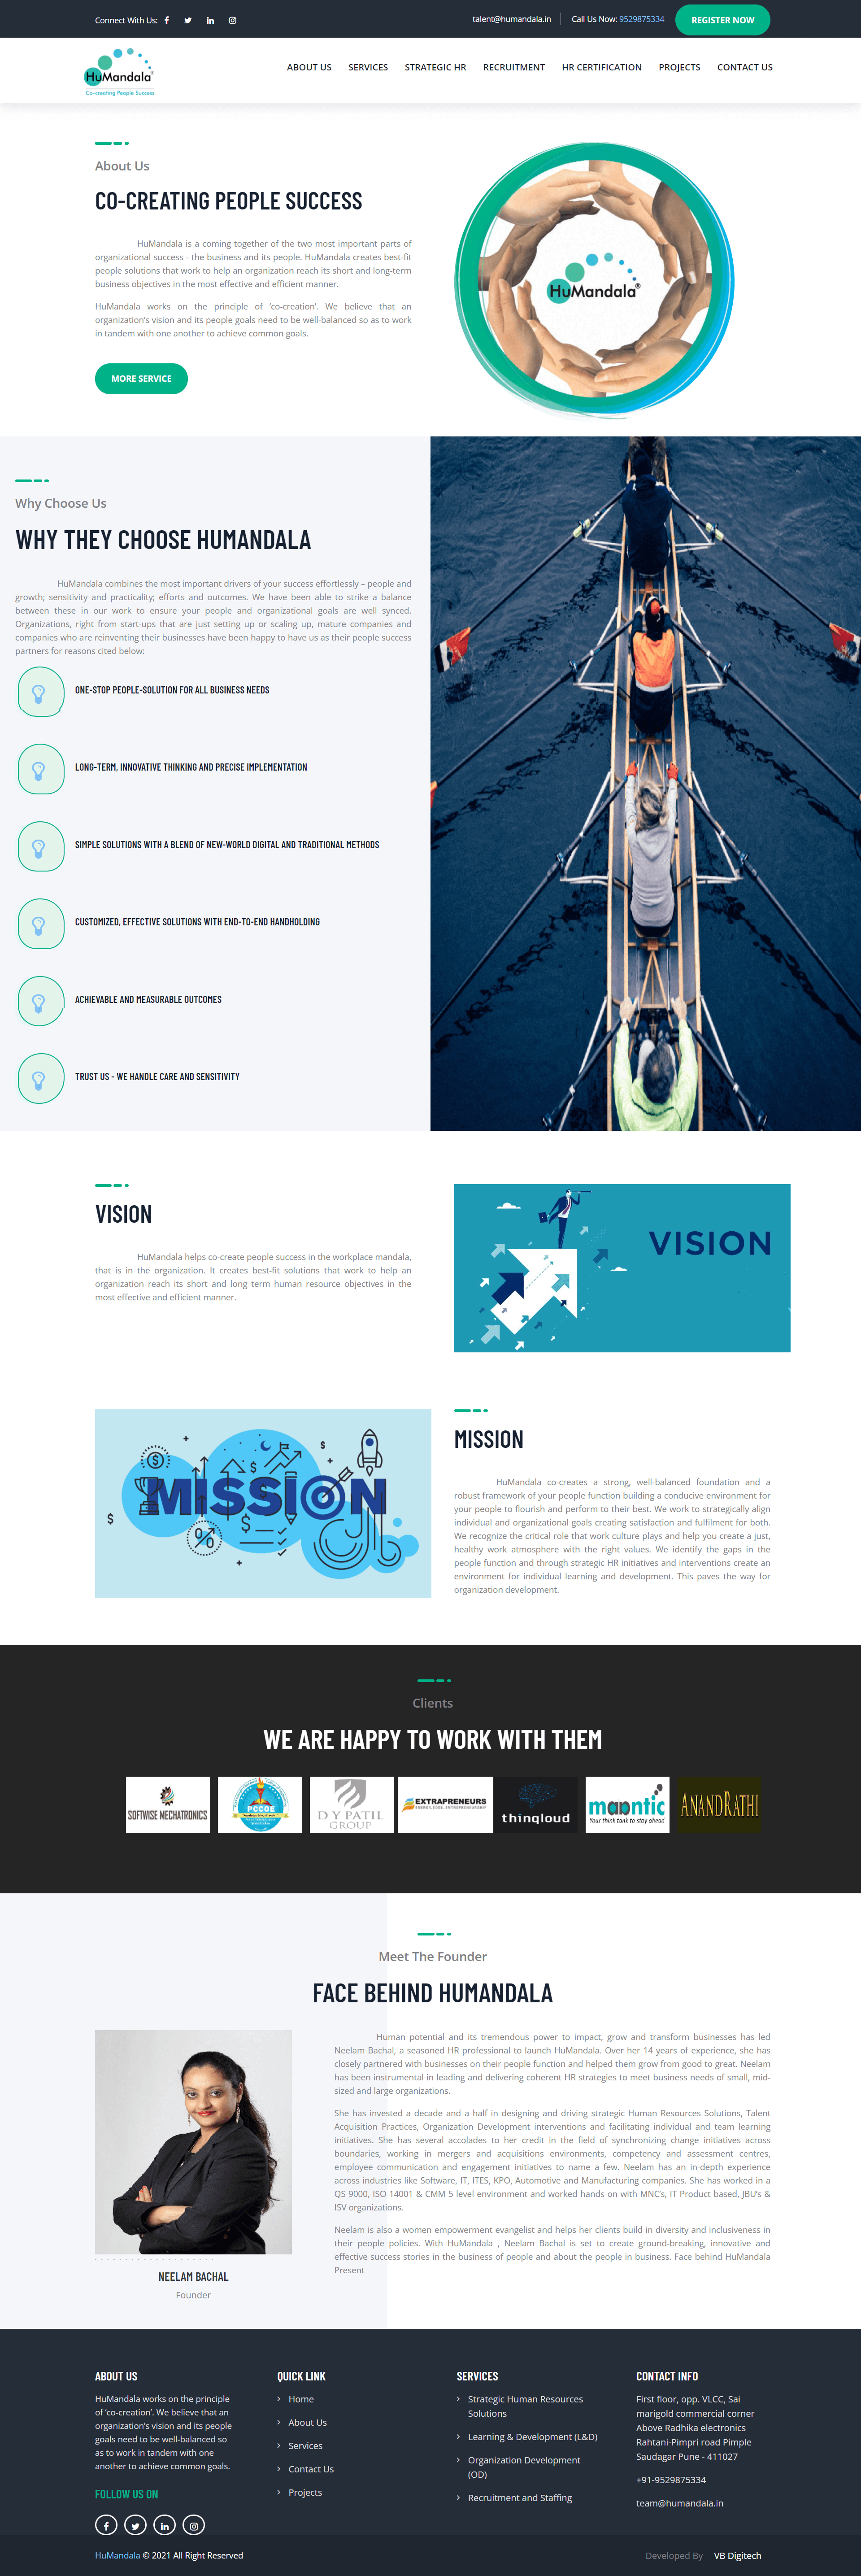 Connect With Us:
talent@humandala.in
Call Us Now: 9529875334
REGISTER NOW
HuMandala
Co-creating People Success
ABOUT US
SERVICES
STRATEGIC HR
RECRUITMENT
HR CERTIFICATION
PROJECTS
CONTACT US
About Us
CO-CREATING PEOPLE SUCCESS
HuMandala is a coming together of the two most important parts of
organizational success - the business and its people. HuMandala creates best-fit
people solutions that work to help an organization reach its short and long-term
business objectives in the most effective and efficient manner.
HuMandala works on the principle of ‘co-creation’. We believe that an
organization’s vision and its people goals need to be well-balanced so as to work
in tandem with one another to achieve common goals.
MORE SERVICE
HuMandala®
Why Choose Us
WHY THEY CHOOSE HUMANDALA
HuMandala combines the most important drivers of your success effortlessly – people and
growth; sensitivity and practicality; efforts and outcomes. We have been able to strike a balance
between these in our work to ensure your people and organizational goals are well synced.
Organizations, right from start-ups that are just setting up or scaling up, mature companies and
companies who are reinventing their businesses have been happy to have us as their people success
partners for reasons cited below:
ONE-STOP PEOPLE-SOLUTION FOR ALL BUSINESS NEEDS
LONG-TERM, INNOVATIVE THINKING AND PRECISE IMPLEMENTATION
SIMPLE SOLUTIONS WITH A BLEND OF NEW-WORLD DIGITAL AND TRADITIONAL METHODS
CUSTOMIZED, EFFECTIVE SOLUTIONS WITH END-TO-END HANDHOLDING
ACHIEVABLE AND MEASURABLE OUTCOMES
TRUST US - WE HANDLE CARE AND SENSITIVITY
VISION
HuMandala helps co-create people success in the workplace mandala,
that is in the organization. It creates best-fit solutions that work to help an
organization reach its short and long term human resource objectives in the
most effective and efficient manner.
VISION
MISSION
MISSION
HuMandala co-creates a strong, well-balanced foundation and a
robust framework of your people function building a conducive environment for
your people to flourish and perform to their best. We work to strategically align
individual and organizational goals creating satisfaction and fulfilment for both.
We recognize the critical role that work culture plays and help you create a just,
healthy work atmosphere with the right values. We identify the gaps in the
people function and through strategic HR initiatives and interventions create an
environment for individual learning and development. This paves the way for
organization development.
Clients
WE ARE HAPPY TO WORK WITH THEM
SOFTWISE MECHATRONICS
PCCOE
D Y PATIL
GROUP
EXTRAPRENEURS
thinqloud
mapntic
Your think tank to stay ahead
ANANDRATHI
Meet The Founder
FACE BEHIND HUMANDALA
Human potential and its tremendous power to impact, grow and transform businesses has led
Neelam Bachal, a seasoned HR professional to launch HuMandala. Over her 14 years of experience, she has
closely partnered with businesses on their people function and helped them grow from good to great. Neelam
has been instrumental in leading and delivering coherent HR strategies to meet business needs of small, mid-
sized and large organizations.
She has invested a decade and a half in designing and driving strategic Human Resources Solutions, Talent
Acquisition Practices, Organization Development interventions and facilitating individual and team learning
initiatives. She has several accolades to her credit in the field of synchronizing change initiatives across
boundaries, working in mergers and acquisitions environments, competency and assessment centres,
employee communication and engagement initiatives to name a few. Neelam has an in-depth experience
across industries like Software, IT, ITES, KPO, Automotive and Manufacturing companies. She has worked in a
QS 9000, ISO 14001 & CMM 5 level environment and worked hands on with MNC’s, IT Product based, JBU’s &
ISV organizations.
Neelam is also a women empowerment evangelist and helps her clients build in diversity and inclusiveness in
their people policies. With HuMandala , Neelam Bachal is set to create ground-breaking, innovative and
effective success stories in the business of people and about the people in business. Face behind HuMandala
Present
NEELAM BACHAL
Founder
ABOUT US
HuMandala works on the principle
of ‘co-creation’. We believe that an
organization’s vision and its people
goals need to be well-balanced so
as to work in tandem with one
another to achieve common goals.
FOLLOW US ON
QUICK LINK
Home
About Us
Services
Contact Us
Projects
SERVICES
Strategic Human Resources
Solutions
Learning & Development (L&D)
Organization Development
(OD)
Recruitment and Staffing
CONTACT INFO
First floor, opp. VLCC, Sai
marigold commercial corner
Above Radhika electronics
Rahtani-Pimpri road Pimple
Saudagar Pune - 411027
+91-9529875334
team@humandala.in
HuMandala © 2021 All Right Reserved
Developed By VB Digitech